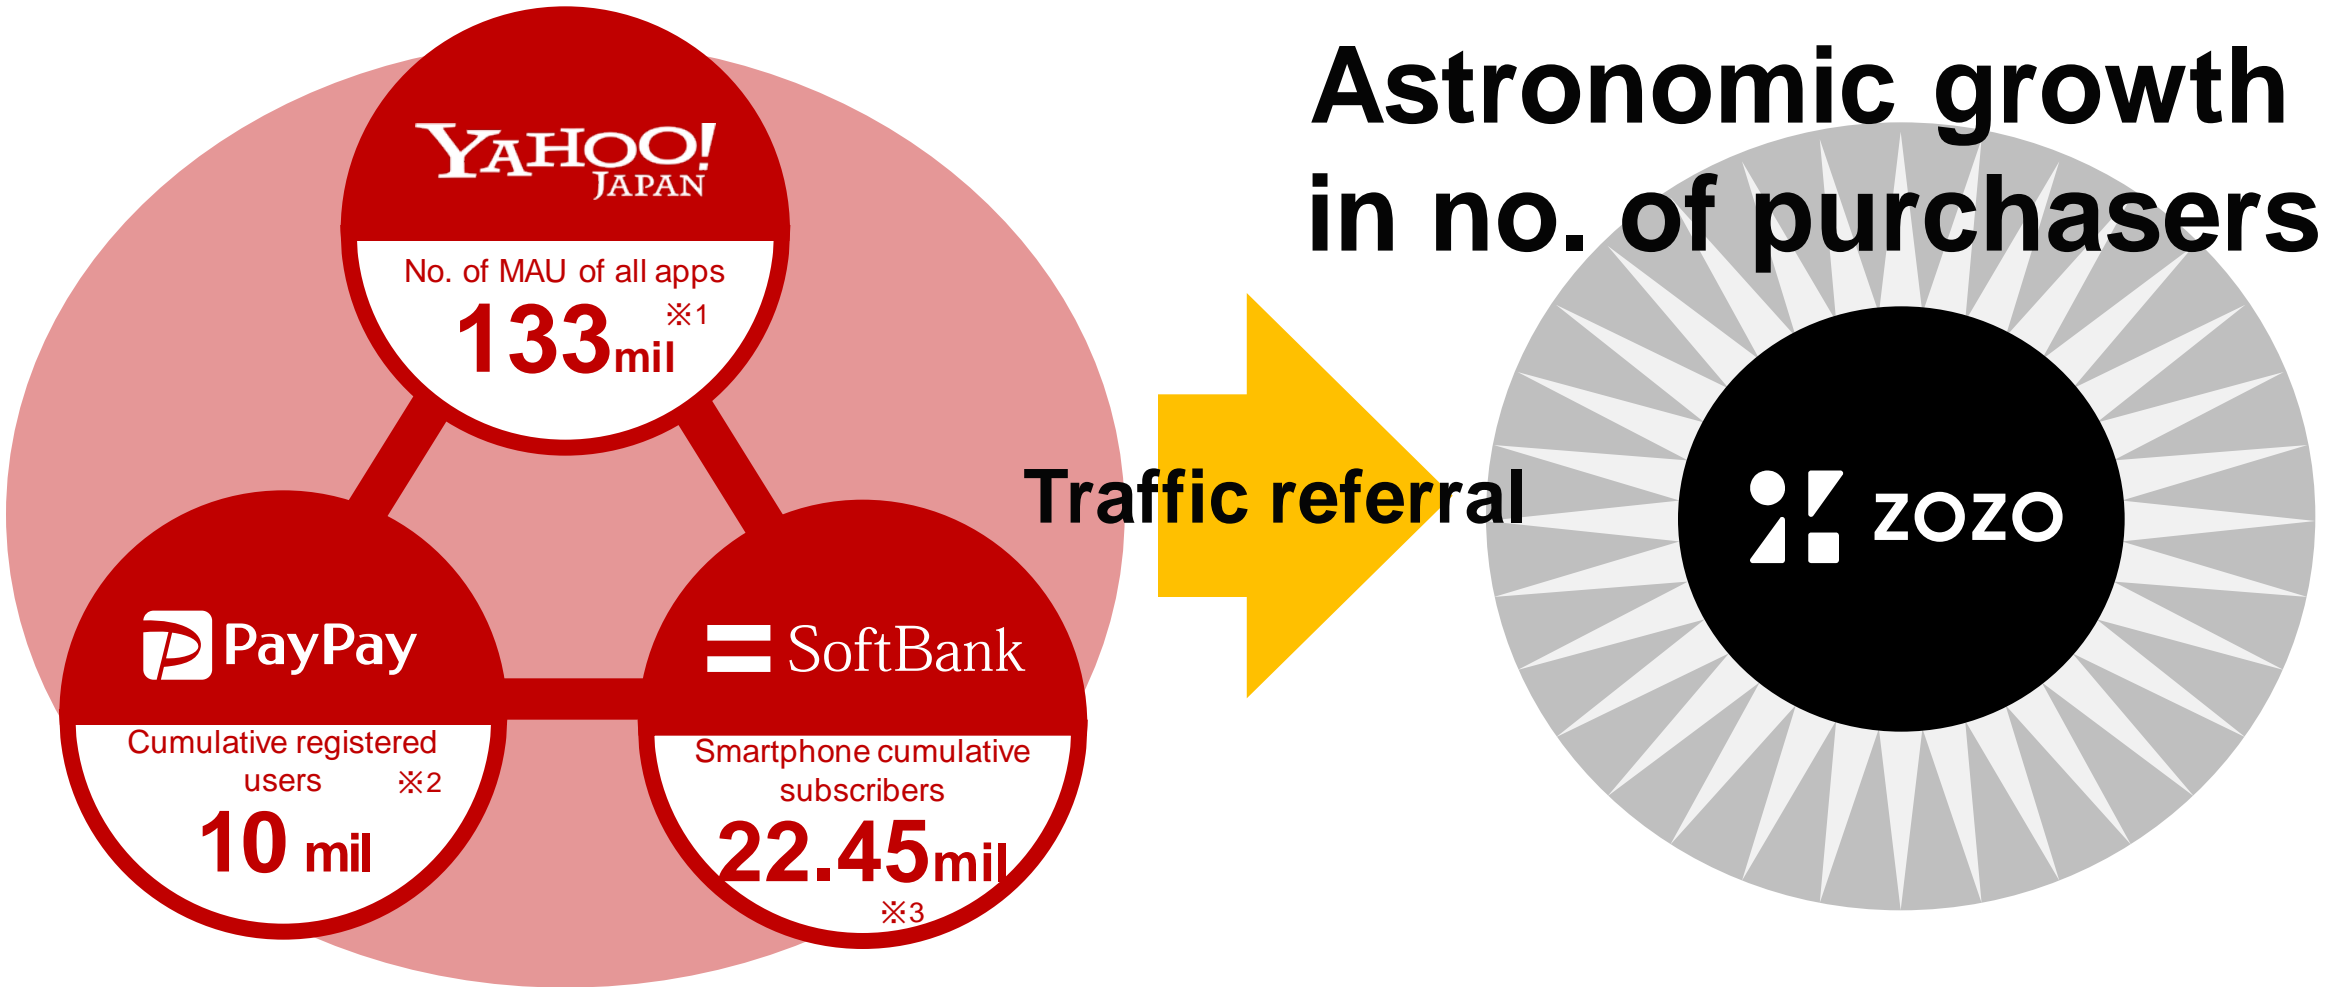 Astronomic growth
in no. of purchasers
YAHOO!
JAPAN
No. of MAU of all apps
133mil ※1
Traffic referral
zozo
PayPay
Cumulative registered
users ※2
10 mil
SoftBank
Smartphone cumulative
subscribers
22.45mil
※3